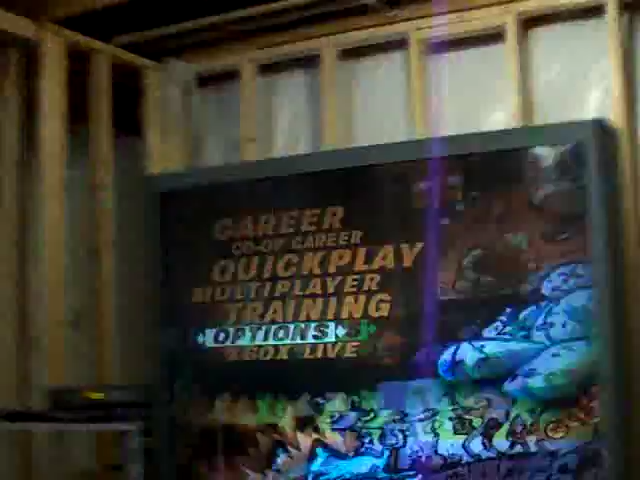 CAREER
CO-OP CAREER
QUICKPLAY
MULTIPLAYER
TRAINING
OPTIONS
XBOX LIVE